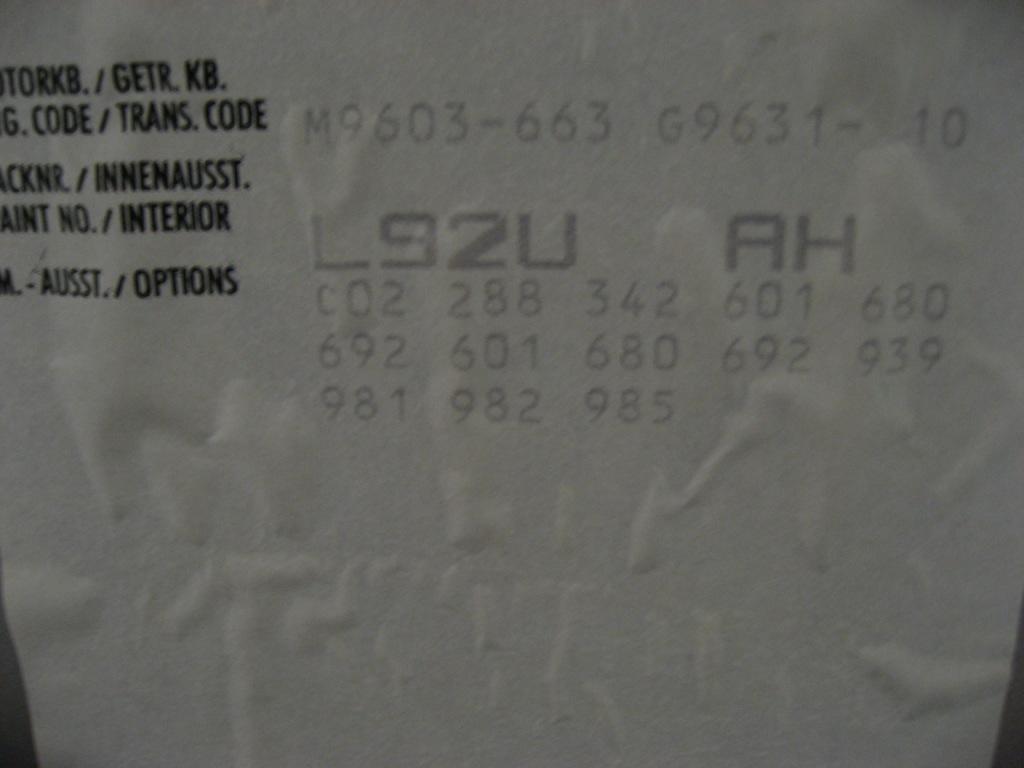 OTORKB. / GETR. KB.
NG. CODE / TRANS. CODE M9603-663 G9631- 10
ACKNR. / INNENAUSST.
AINT NO. / INTERIOR L92U AH
M.-AUSST. / OPTIONS C02 288 342 601 680
692 601 680 692 939
981 982 985